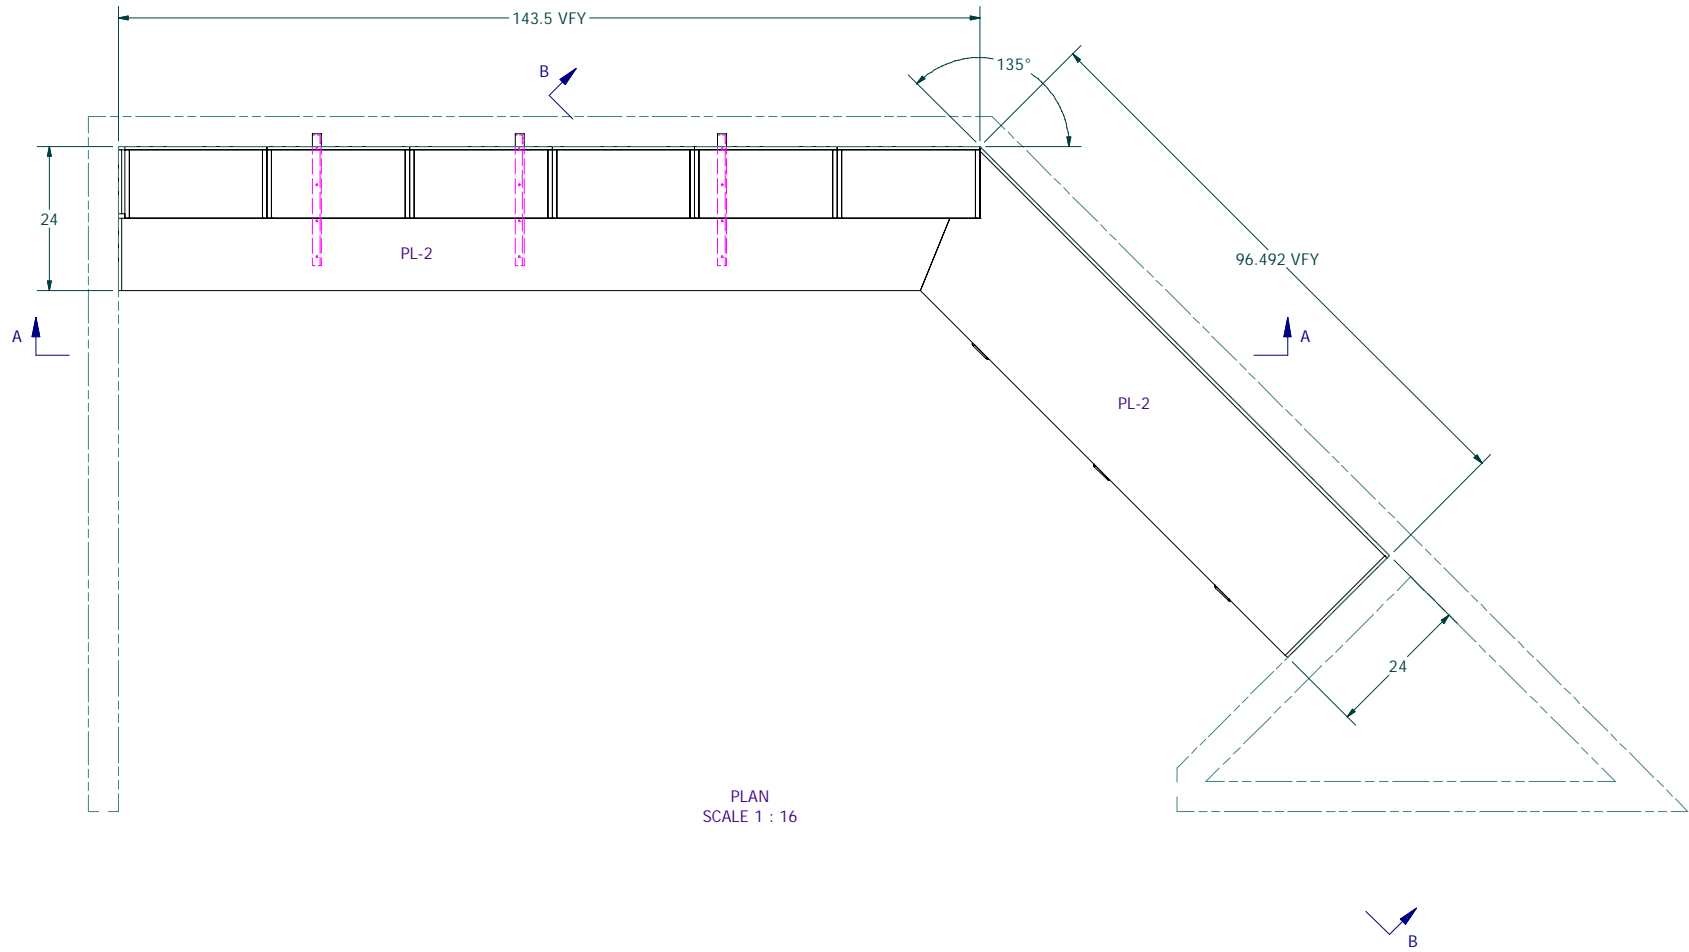 143.5 VFY
135°
B
24
PL-2
96.492 VFY
A
A
PL-2
24
PLAN
SCALE 1 : 16
B